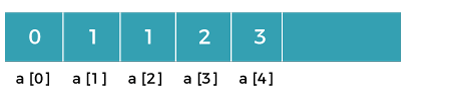 0 1 1 2 3
a [0] a [1] a [2] a [3] a [4]